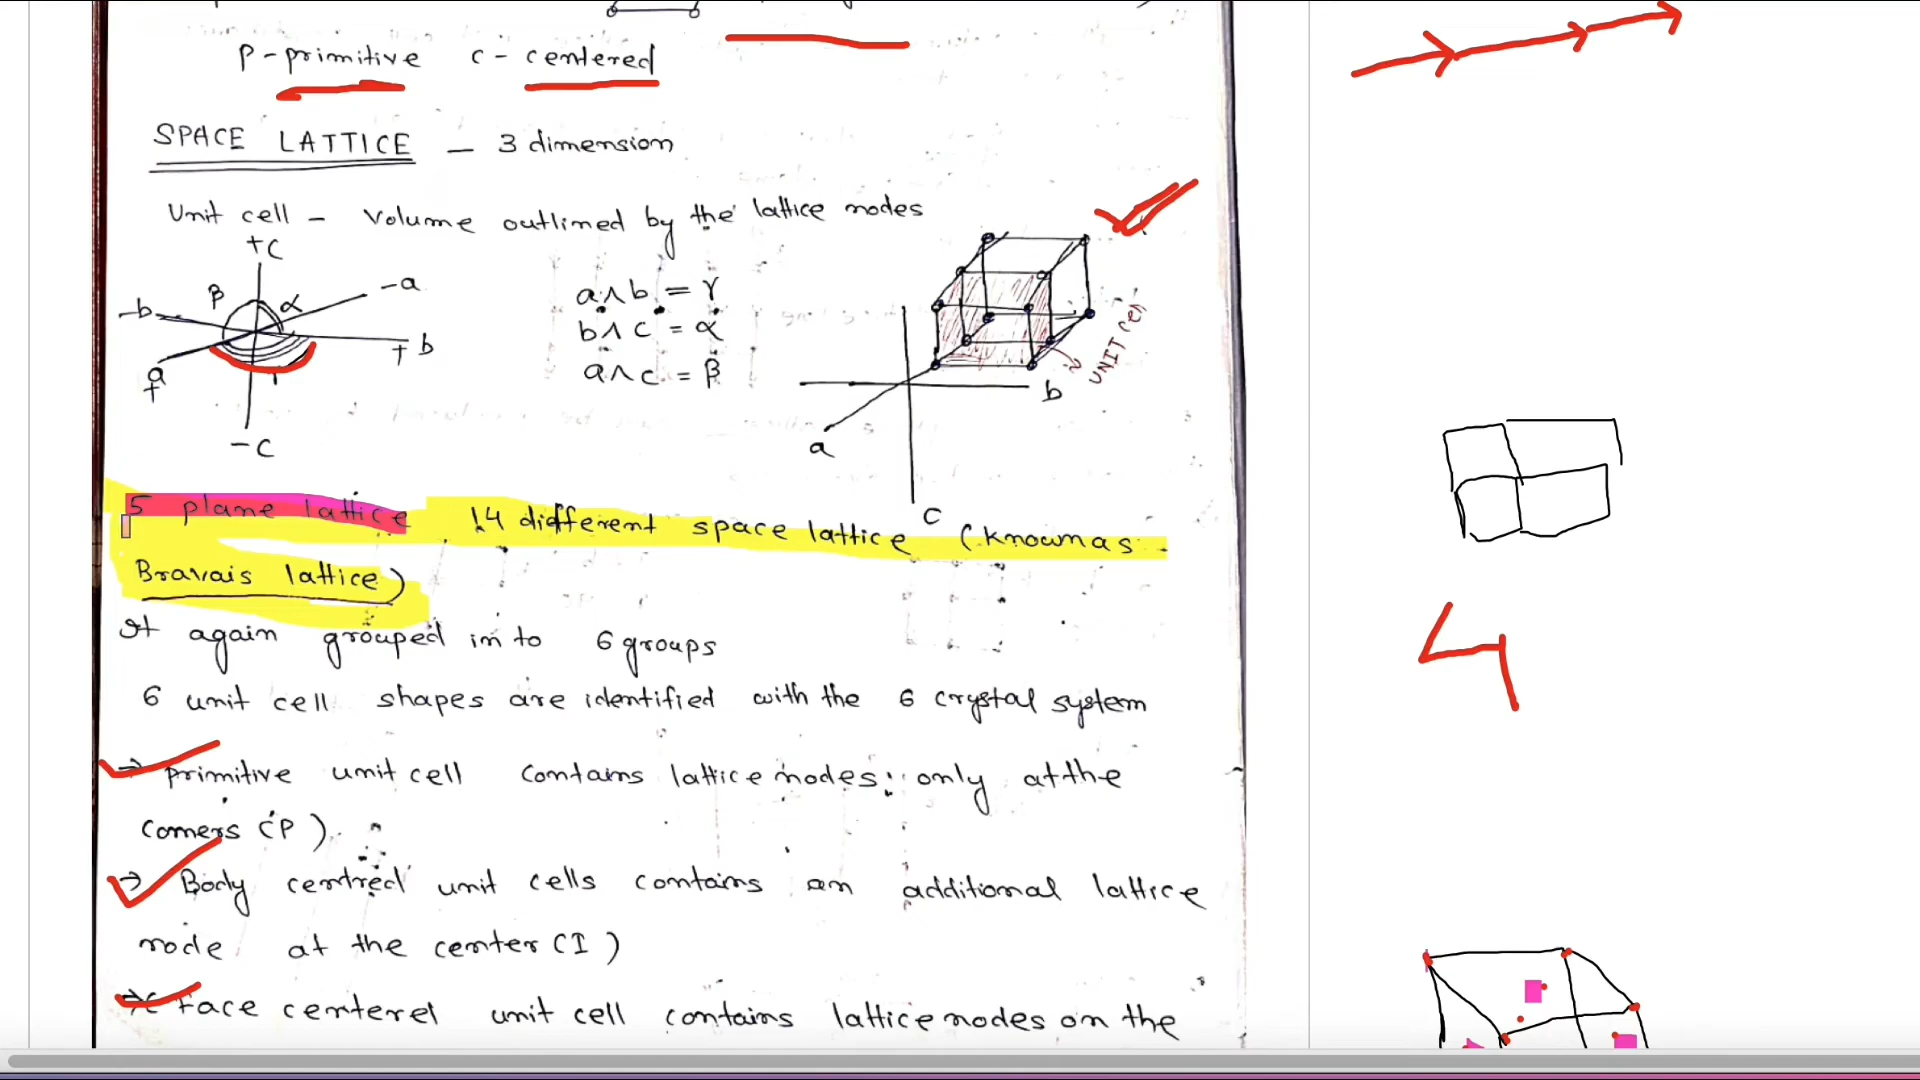 P-primitive C - centered
SPACE LATTICE - 3 dimension
Unit cell - Volume outlined by the lattice nodes
+C
-a
β
α
-b
+ b
a
+
-C
a∧b = γ
b∧c = α
a∧c = β
UNIT Cell
b
a
c
5 plane lattice 14 different space lattice (known as
Bravais lattice)
It again grouped in to 6 groups
6 unit cell shapes are identified with the 6 crystal system
→ primitive unit cell contains lattice nodes only at the
corners (P)
→ Body centred unit cells contains an additional lattice
node at the center (I)
→ Face centered unit cell contains lattice nodes on the
4